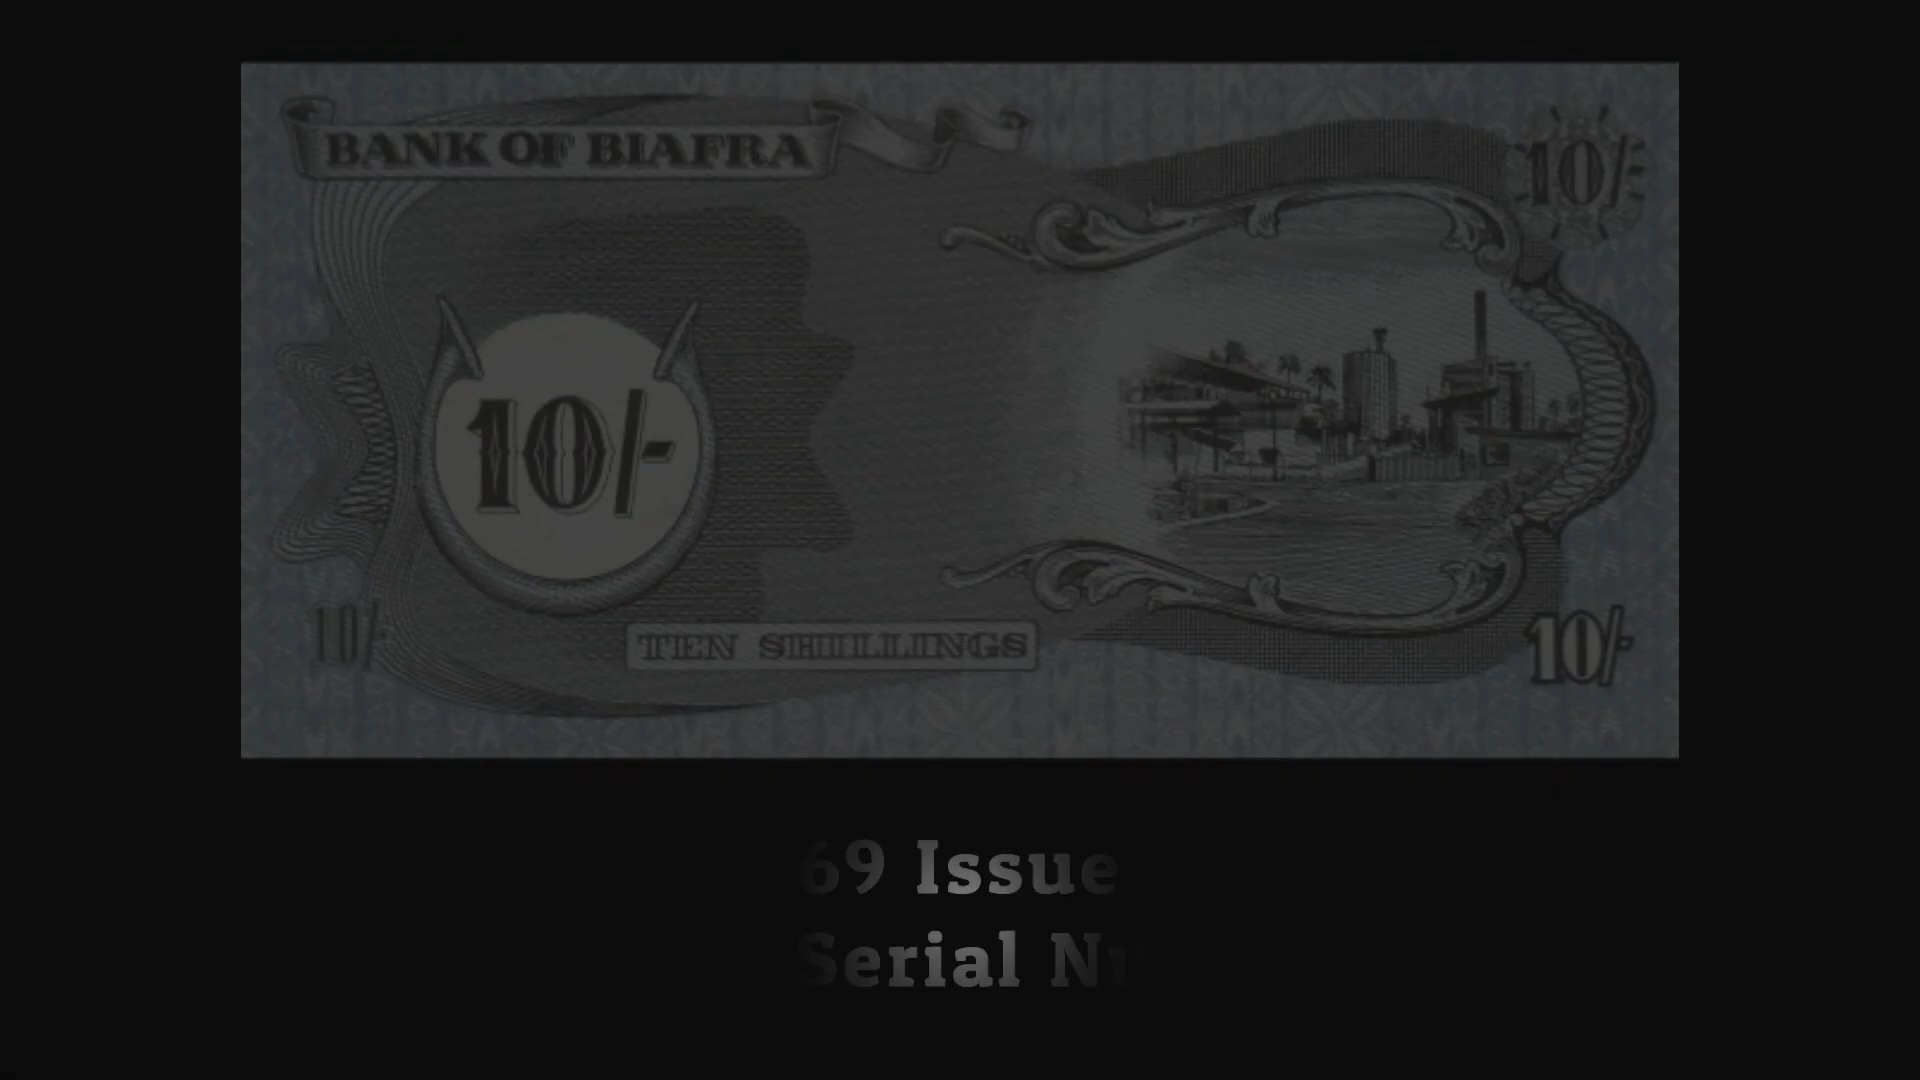 BANK OF BIAFRA
10/-
10/-
10/-
TEN SHILLINGS
10/-
69 Issue
Serial